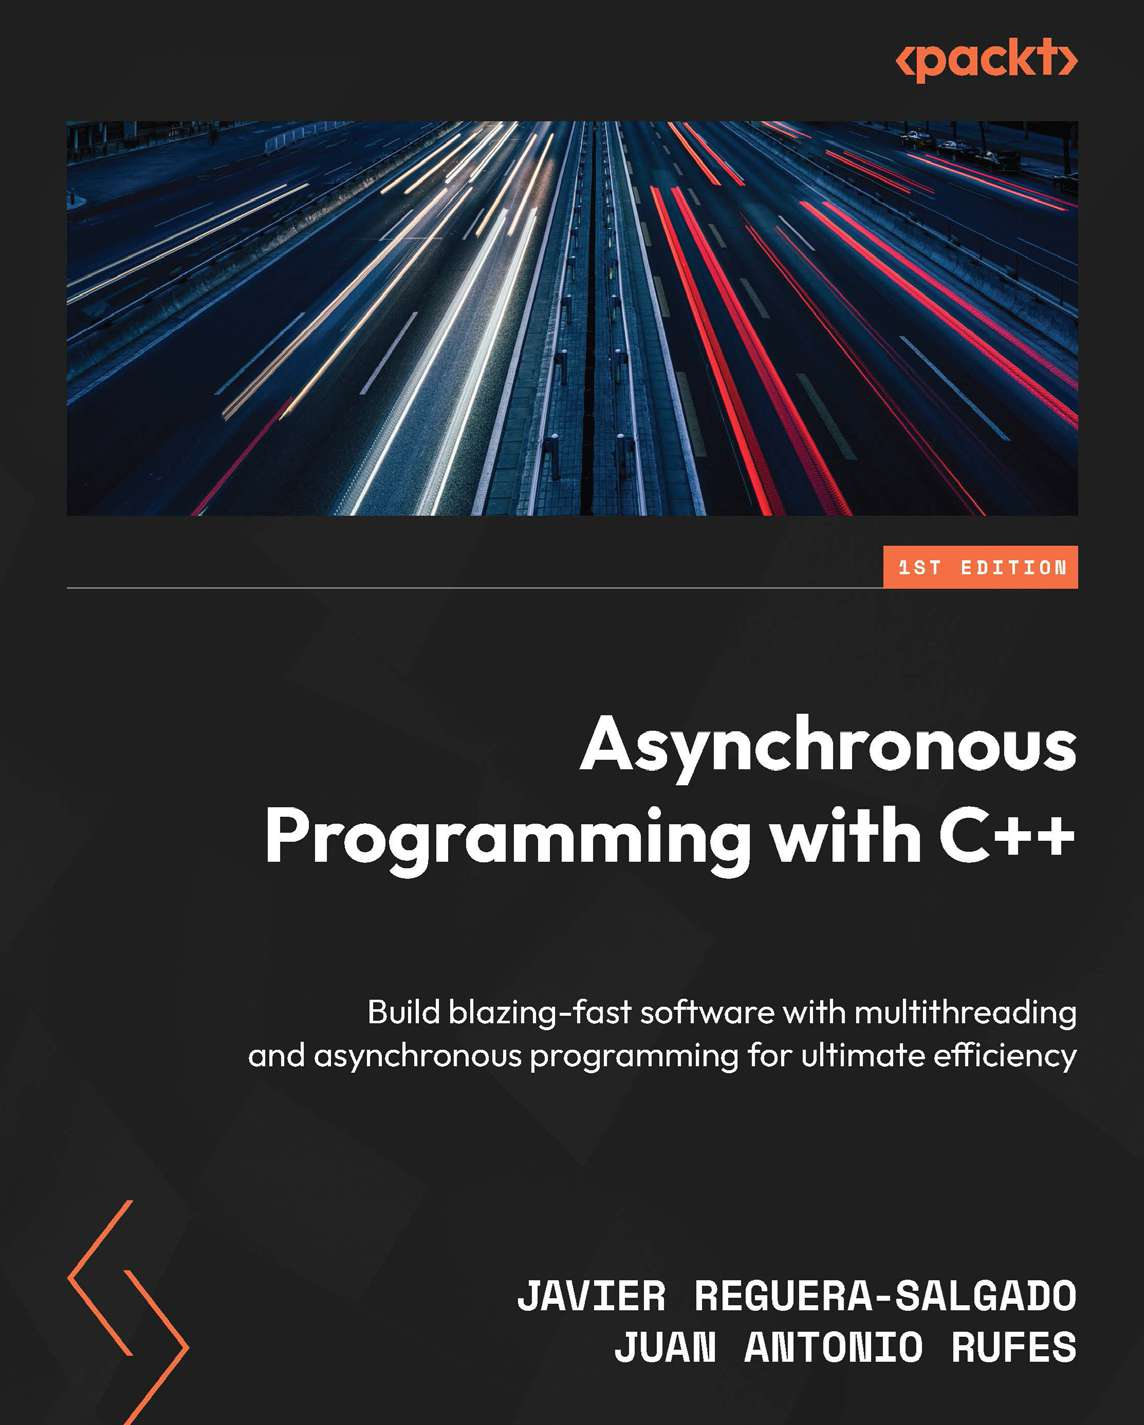 <packt>
1ST EDITION
Asynchronous
Programming with C++
Build blazing-fast software with multithreading
and asynchronous programming for ultimate efficiency
JAVIER REGUERA-SALGADO
JUAN ANTONIO RUFES